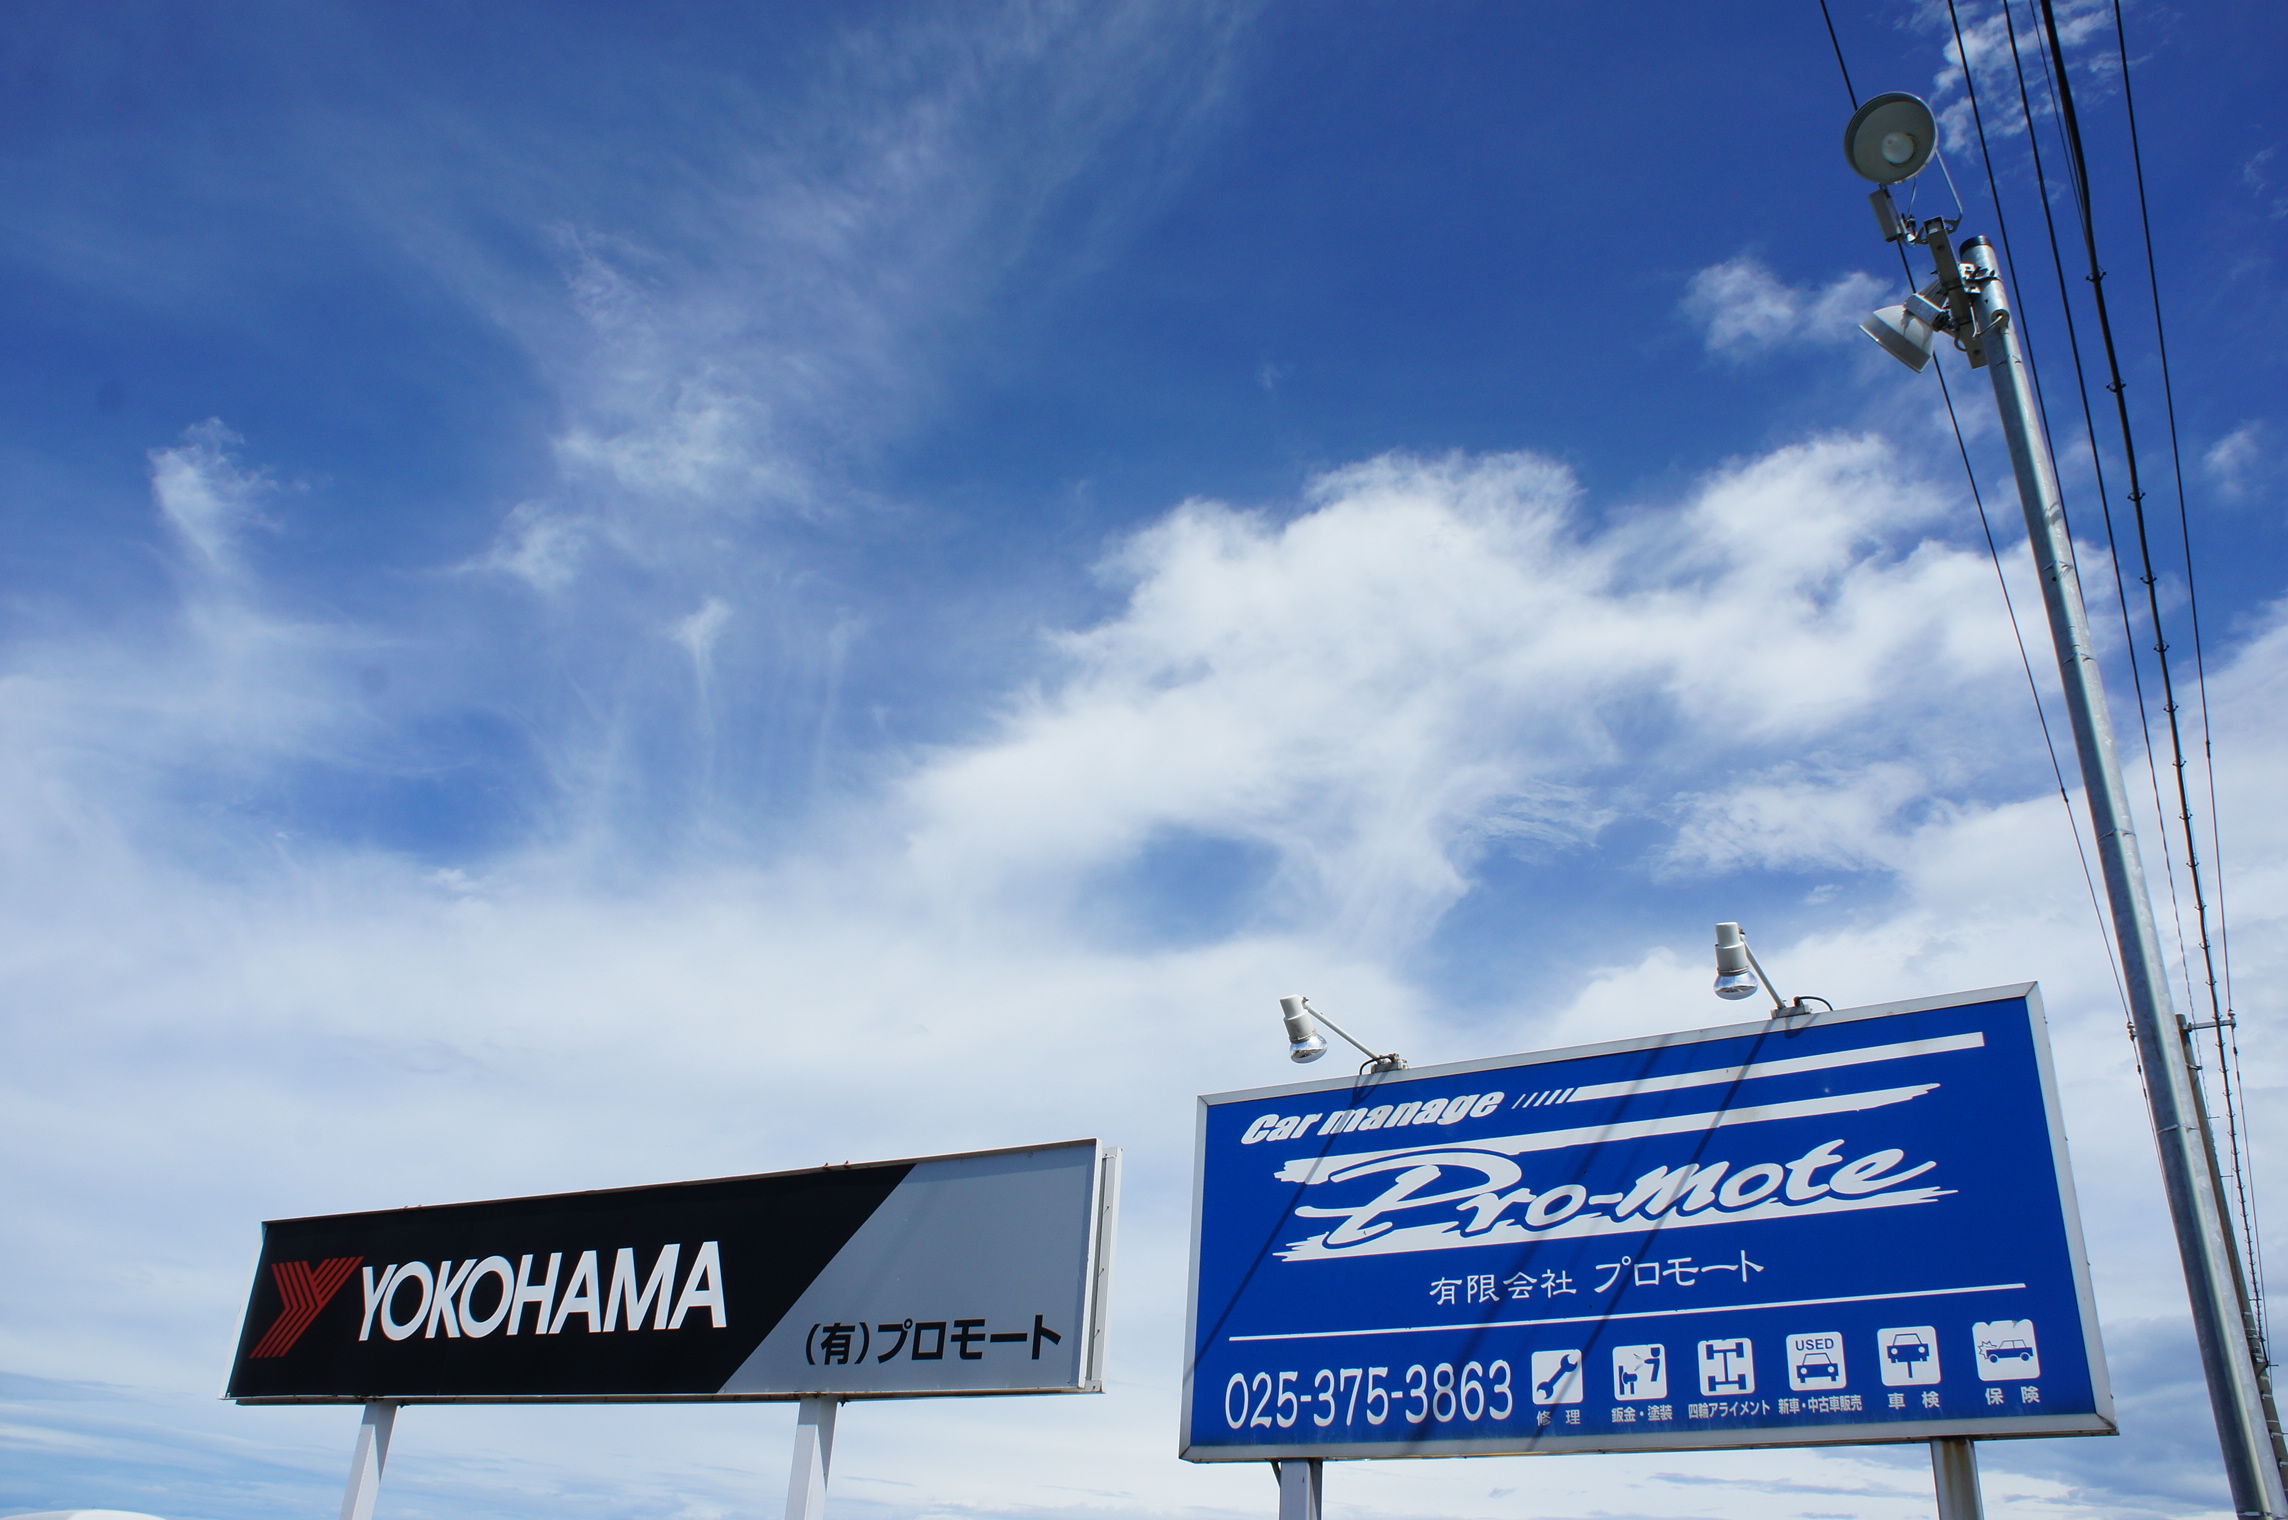 YOKOHAMA
(有)プロモート
Car manage
Pro-mote
有限会社 プロモート
025-375-3863
修理
鈑金・塗装
四輪アライメント
USED
新車・中古車販売
車検
保険